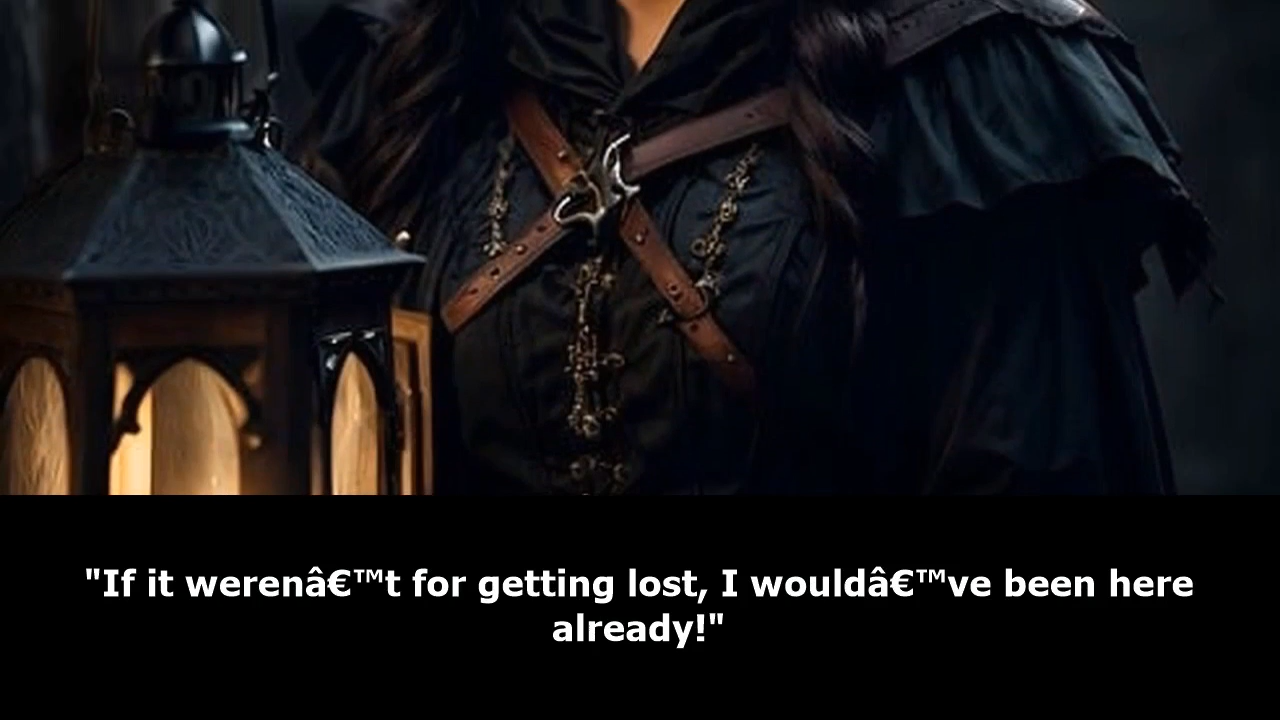 "If it werenâ€™t for getting lost, I wouldâ€™ve been here
already!"